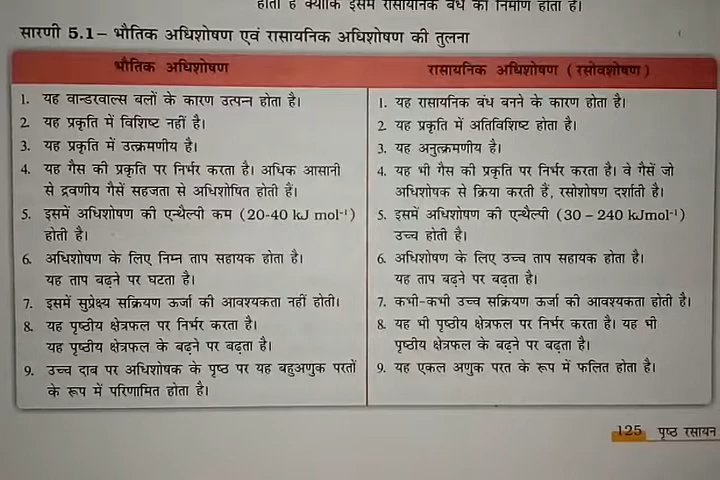 होती है क्योंकि इसमें रासायनिक बंध का निर्माण होता है।
सारणी 5.1– भौतिक अधिशोषण एवं रासायनिक अधिशोषण की तुलना
भौतिक अधिशोषण
1. यह वान्डरवाल्स बलों के कारण उत्पन्न होता है।
2. यह प्रकृति में विशिष्ट नहीं है।
3. यह प्रकृति में उत्क्रमणीय है।
4. यह गैस की प्रकृति पर निर्भर करता है। अधिक आसानी
से द्रवणीय गैसें सहजता से अधिशोषित होती हैं।
5. इसमें अधिशोषण की एन्थैल्पी कम (20-40 kJ mol⁻¹)
होती है।
6. अधिशोषण के लिए निम्न ताप सहायक होता है।
यह ताप बढ़ने पर घटता है।
7. इसमें सुप्रेक्ष्य सक्रियण ऊर्जा की आवश्यकता नहीं होती।
8. यह पृष्ठीय क्षेत्रफल पर निर्भर करता है।
यह पृष्ठीय क्षेत्रफल के बढ़ने पर बढ़ता है।
9. उच्च दाब पर अधिशोषक के पृष्ठ पर यह बहुअणुक परतों
के रूप में परिणामित होता है।
रासायनिक अधिशोषण (रसोवशोषण)
1. यह रासायनिक बंध बनने के कारण होता है।
2. यह प्रकृति में अतिविशिष्ट होता है।
3. यह अनुत्क्रमणीय है।
4. यह भी गैस की प्रकृति पर निर्भर करता है। वे गैसें जो
अधिशोषक से क्रिया करती हैं, रसोशोषण दर्शाती है।
5. इसमें अधिशोषण की एन्थैल्पी (30 – 240 kJmol⁻¹)
उच्च होती है।
6. अधिशोषण के लिए उच्च ताप सहायक होता है।
यह ताप बढ़ने पर बढ़ता है।
7. कभी-कभी उच्च सक्रियण ऊर्जा की आवश्यकता होती है।
8. यह भी पृष्ठीय क्षेत्रफल पर निर्भर करता है। यह भी
पृष्ठीय क्षेत्रफल के बढ़ने पर बढ़ता है।
9. यह एकल अणुक परत के रूप में फलित होता है।
125 पृष्ठ रसायन